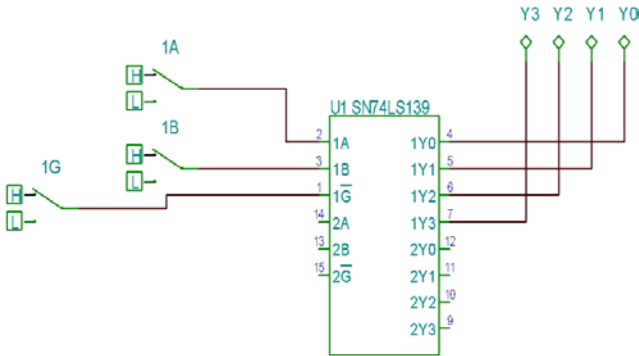 Y3 Y2 Y1 Y0
1A
H
L
U1 SN74LS139
1B
H
L
1G
H
L
2 1A 1Y0 4
3 1B 1Y1 5
1 1G 1Y2 6
14 2A 1Y3 7
13 2B 2Y0 12
15 2G 2Y1 11
2Y2 10
2Y3 9